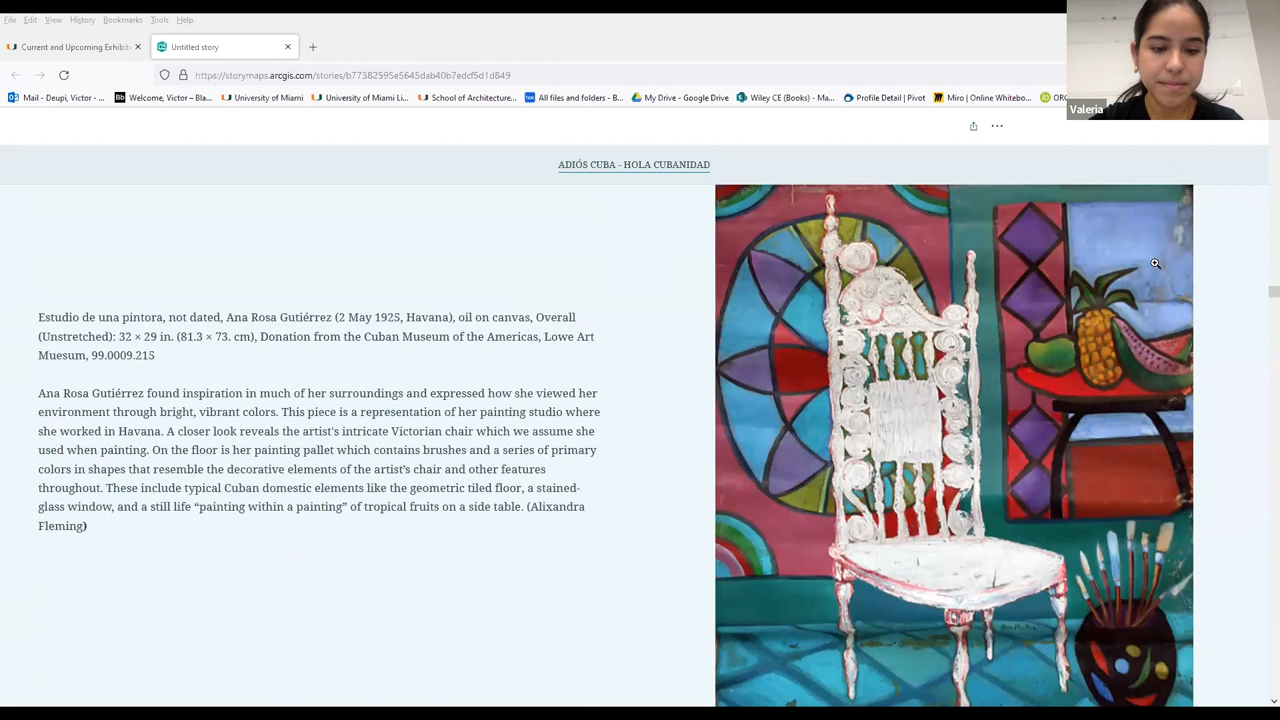 File Edit View History Bookmarks Tools Help
Current and Upcoming Exhibiti
Untitled story
https://storymaps.arcgis.com/stories/b77382595e5645dab40b7edcf5d1d849
Mail - Deupi, Victor - ... Bb Welcome, Victor – Bla... University of Miami University of Miami Li... School of Architecture... All files and folders - B... My Drive - Google Drive Wiley CE (Books) - Ma... Profile Detail | Pivot Miro | Online Whitebo... ORC
Valeria
ADIÓS CUBA - HOLA CUBANIDAD
Estudio de una pintora, not dated, Ana Rosa Gutiérrez (2 May 1925, Havana), oil on canvas, Overall
(Unstretched): 32 × 29 in. (81.3 × 73. cm), Donation from the Cuban Museum of the Americas, Lowe Art
Muesum, 99.0009.215
Ana Rosa Gutiérrez found inspiration in much of her surroundings and expressed how she viewed her
environment through bright, vibrant colors. This piece is a representation of her painting studio where
she worked in Havana. A closer look reveals the artist's intricate Victorian chair which we assume she
used when painting. On the floor is her painting pallet which contains brushes and a series of primary
colors in shapes that resemble the decorative elements of the artist's chair and other features
throughout. These include typical Cuban domestic elements like the geometric tiled floor, a stained-
glass window, and a still life “painting within a painting” of tropical fruits on a side table. (Alixandra
Fleming)